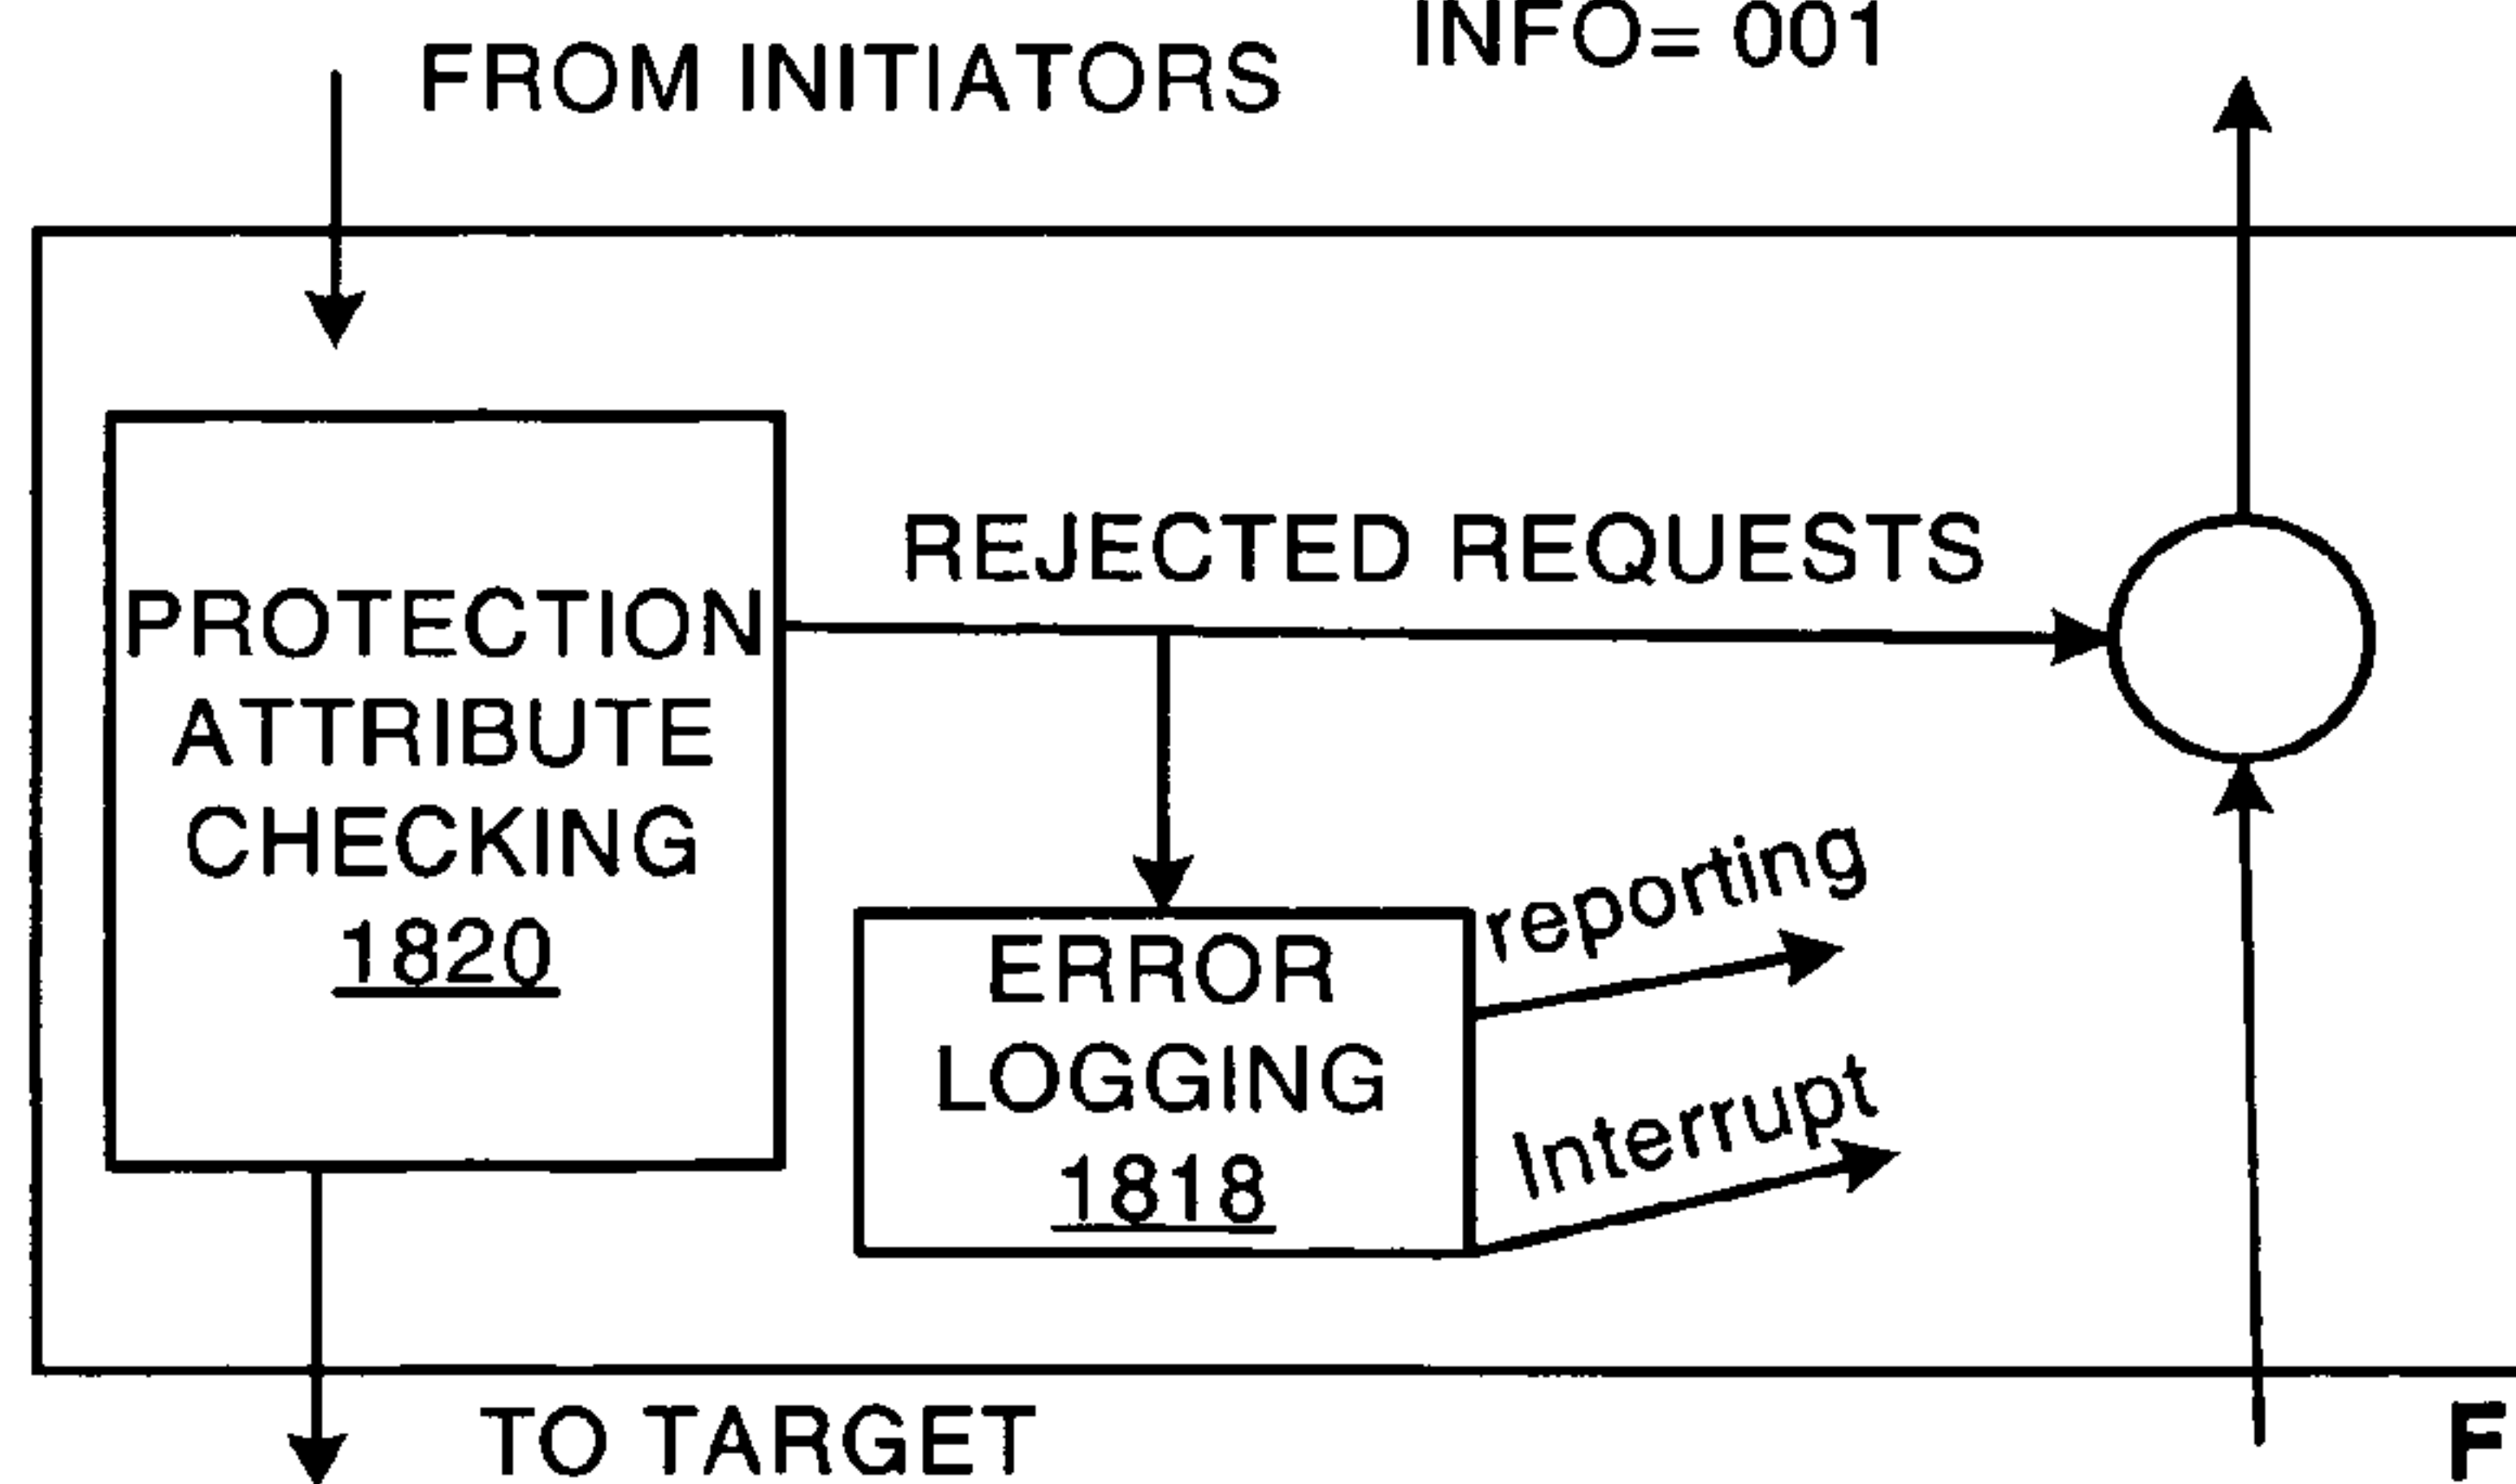 INFO= 001
FROM INITIATORS
REJECTED REQUESTS
PROTECTION
ATTRIBUTE
CHECKING
1820
reporting
ERROR
LOGGING
1818
Interrupt
TO TARGET
F